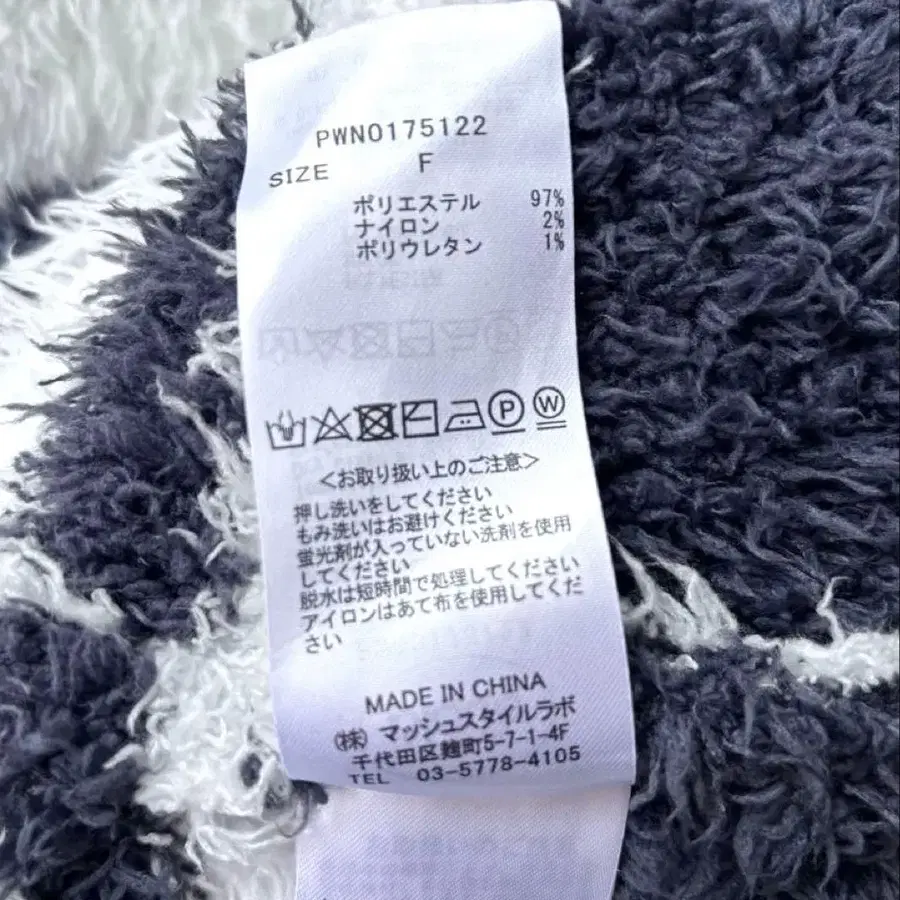 PWNO175122
SIZE F
ポリエステル 97%
ナイロン 2%
ポリウレタン 1%
P W
＜お取り扱い上のご注意＞
押し洗いをしてください
もみ洗いはお避けください
蛍光剤が入っていない洗剤を使用
してください
脱水は短時間で処理してください
アイロンはあて布を使用してくだ
さい
MADE IN CHINA
(株) マッシュスタイルラボ
千代田区麹町5-7-1-4F
TEL 03-5778-4105